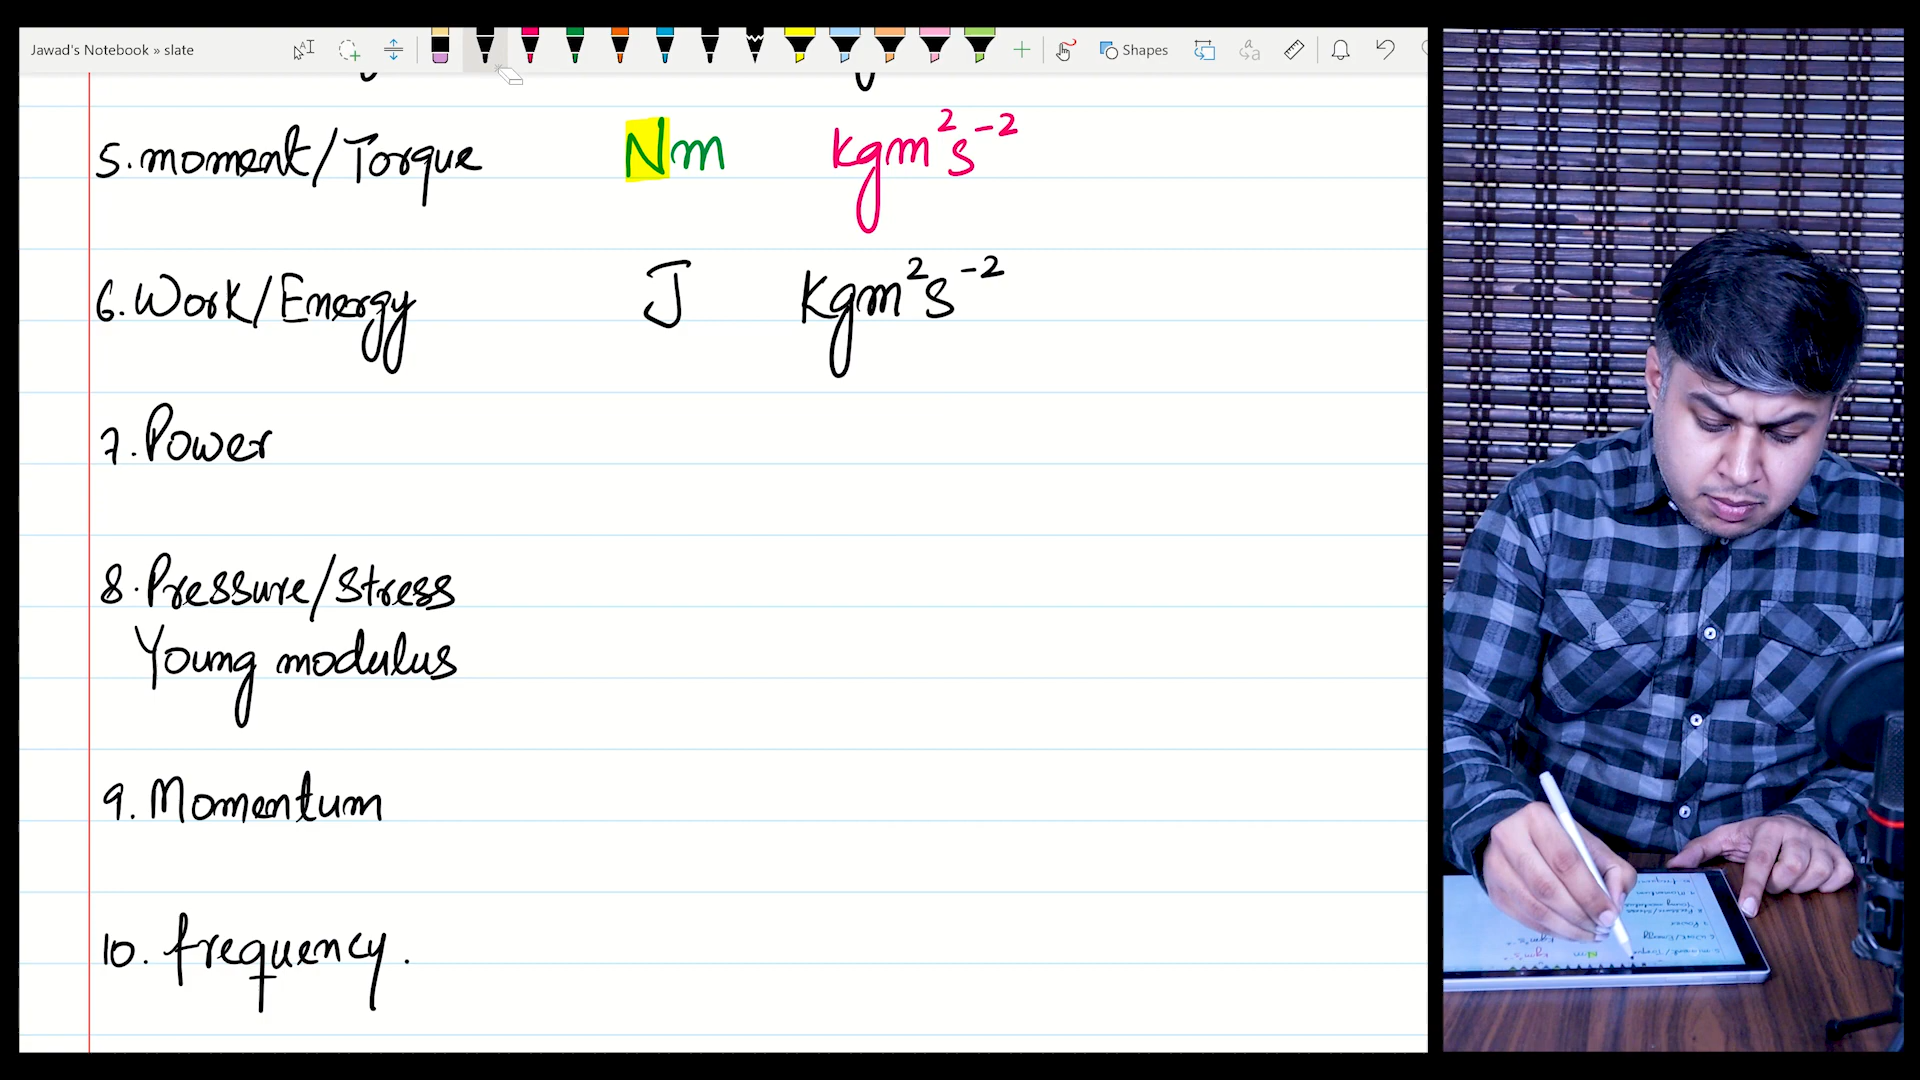 Jawad's Notebook » slate
Shapes
5. moment/Torque Nm kgm²s⁻²
6. Work/Energy J Kgm²s⁻²
7. Power
8. Pressure/Stress
Young modulus
9. Momentum
10. frequency.